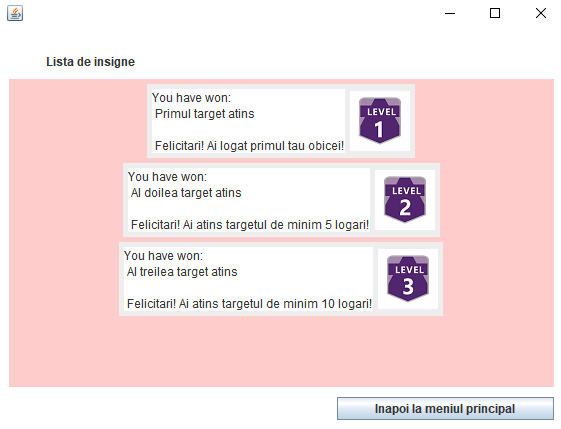 Lista de insigne
You have won:
Primul target atins
Felicitari! Ai logat primul tau obicei!
LEVEL
1
You have won:
Al doilea target atins
Felicitari! Ai atins targetul de minim 5 logari!
LEVEL
2
You have won:
Al treilea target atins
Felicitari! Ai atins targetul de minim 10 logari!
LEVEL
3
Inapoi la meniul principal